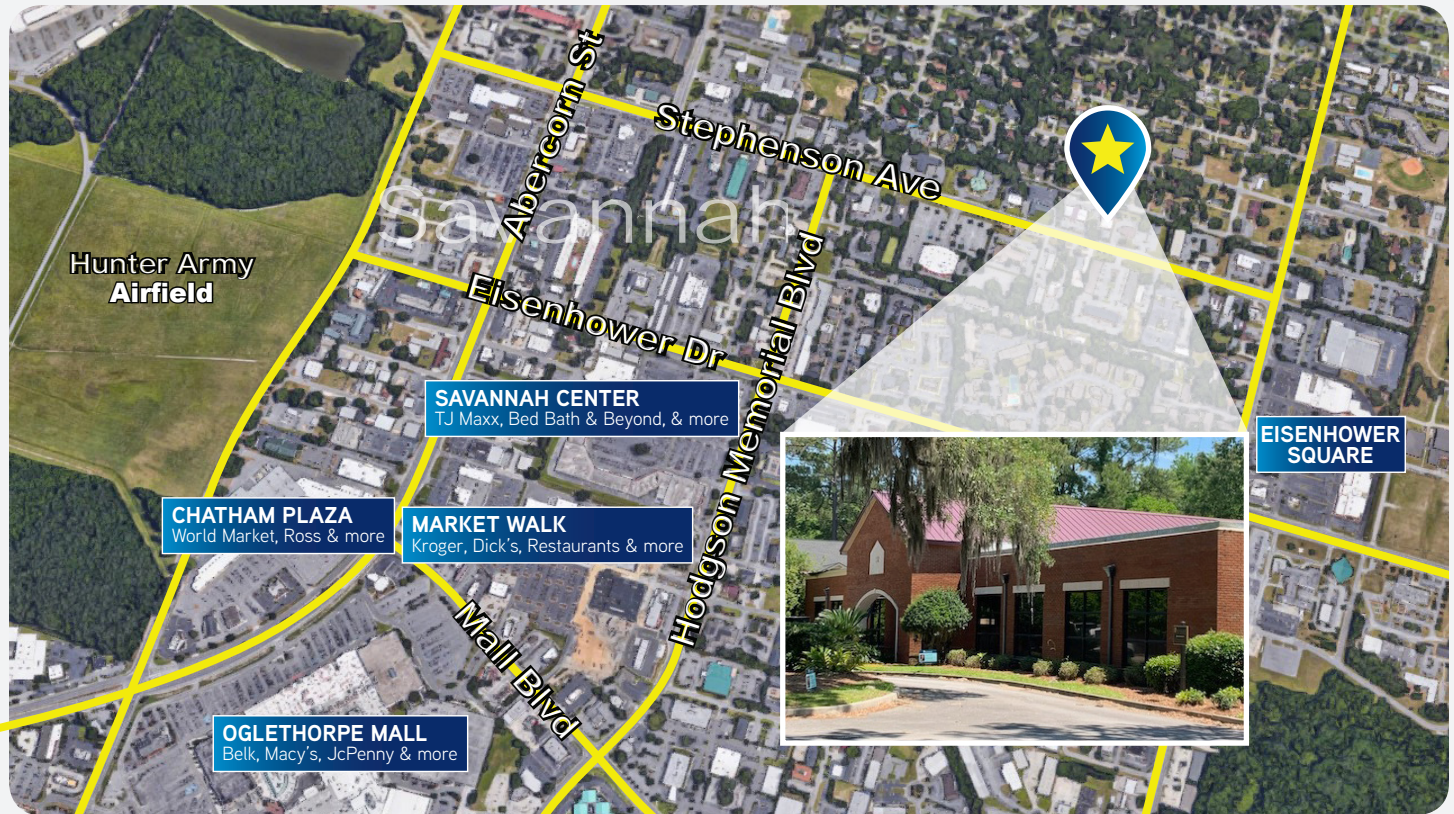 Abercorn St
Stephenson Ave
Savannah
Hunter Army
Airfield
Eisenhower Dr
Hodgson Memorial Blvd
SAVANNAH CENTER
TJ Maxx, Bed Bath & Beyond, & more
EISENHOWER
SQUARE
CHATHAM PLAZA
World Market, Ross & more
MARKET WALK
Kroger, Dick's, Restaurants & more
Mall Blvd
OGLETHORPE MALL
Belk, Macy's, JcPenny & more